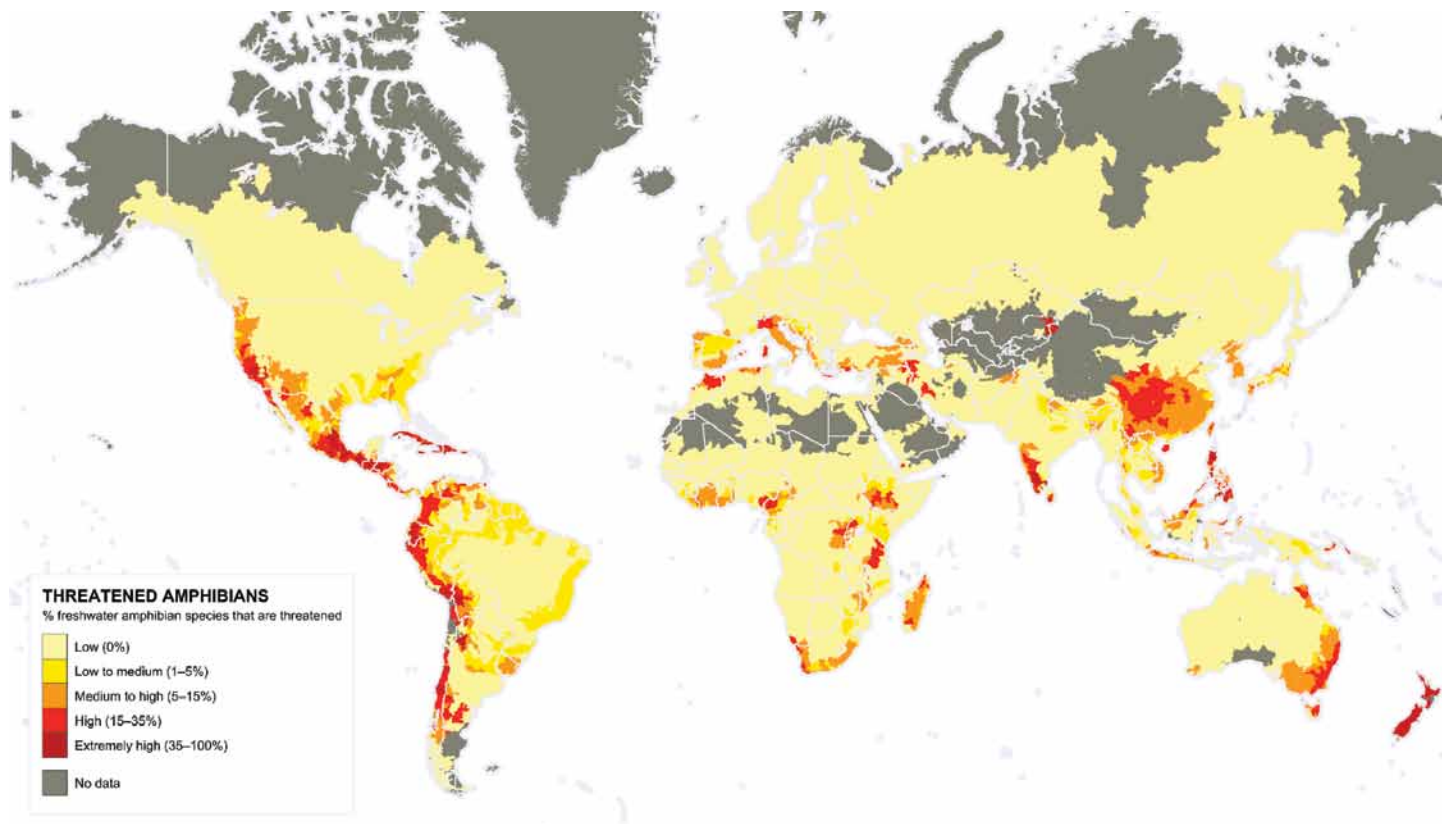 THREATENED AMPHIBIANS
% freshwater amphibian species that are threatened
Low (0%)
Low to medium (1–5%)
Medium to high (5–15%)
High (15–35%)
Extremely high (35–100%)
No data